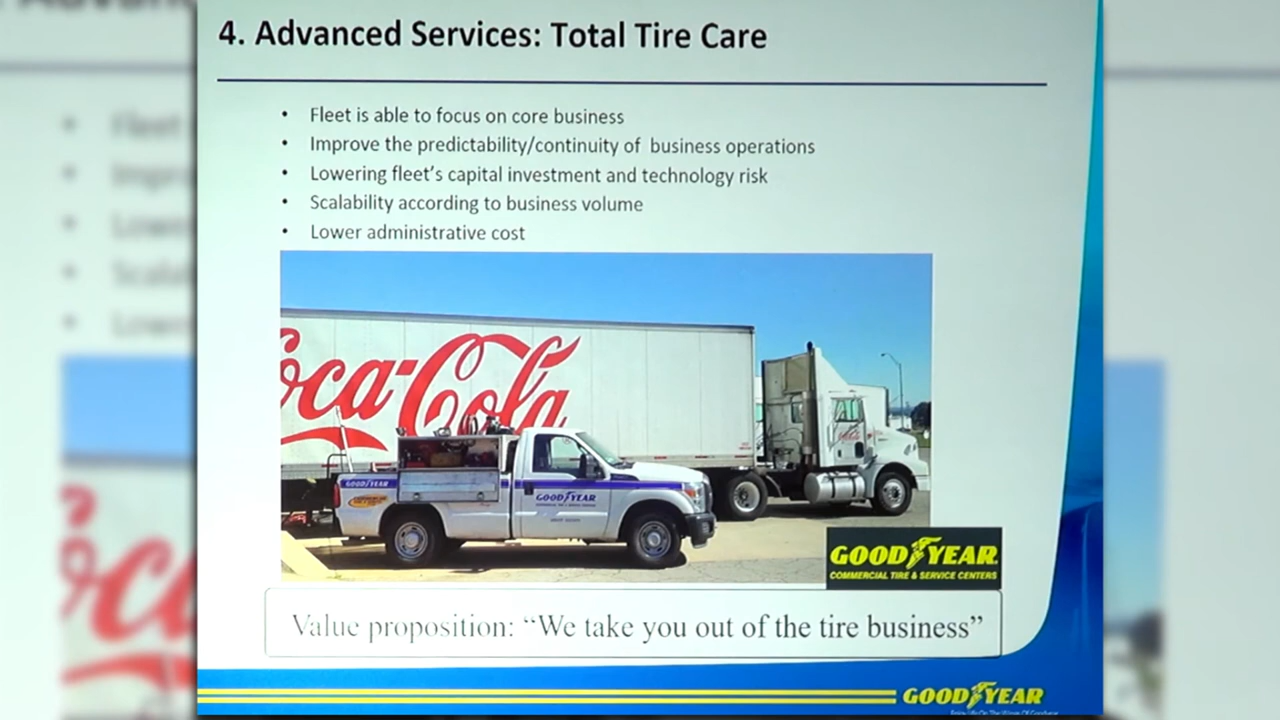 4. Advanced Services: Total Tire Care
• Fleet is able to focus on core business
• Improve the predictability/continuity of business operations
• Lowering fleet's capital investment and technology risk
• Scalability according to business volume
• Lower administrative cost
Coca-Cola
GOODYEAR
GOODYEAR
GOODYEAR
COMMERCIAL TIRE & SERVICE CENTERS
Value proposition: “We take you out of the tire business”
GOODYEAR